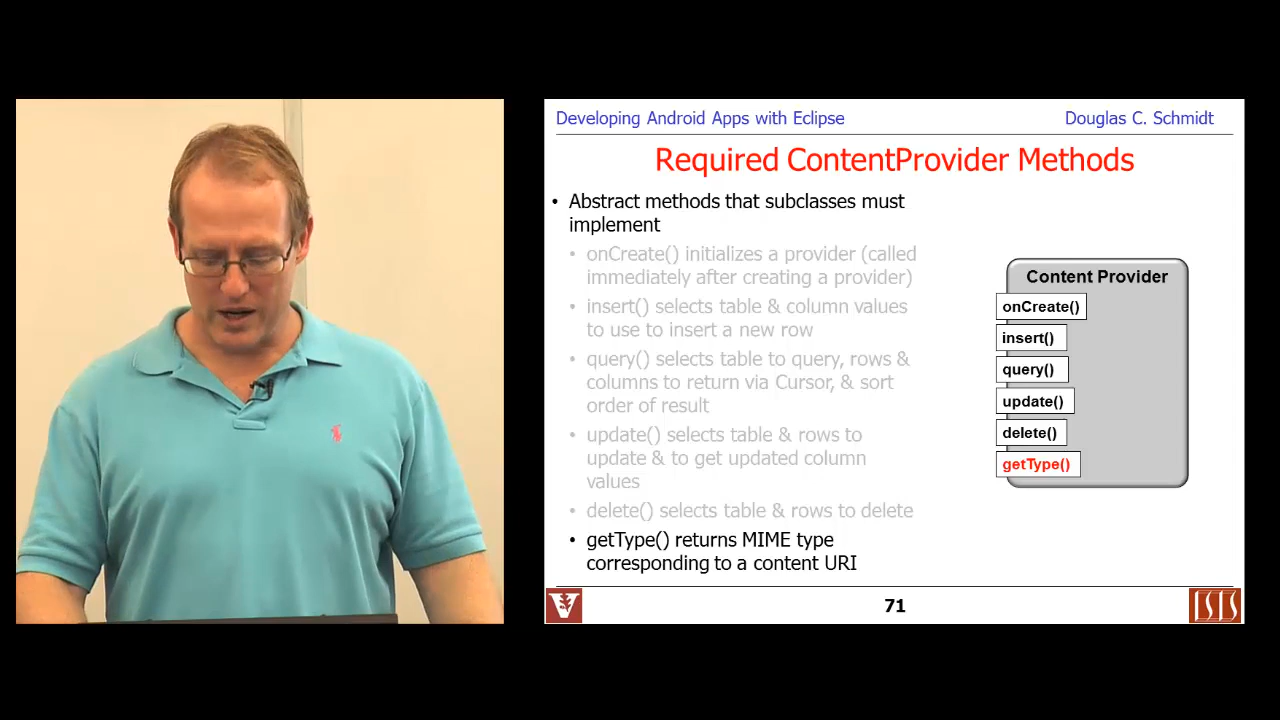 Developing Android Apps with Eclipse
Douglas C. Schmidt
Required ContentProvider Methods
• Abstract methods that subclasses must
implement
• onCreate() initializes a provider (called
immediately after creating a provider)
• insert() selects table & column values
to use to insert a new row
• query() selects table to query, rows &
columns to return via Cursor, & sort
order of result
• update() selects table & rows to
update & to get updated column
values
• delete() selects table & rows to delete
• getType() returns MIME type
corresponding to a content URI
Content Provider
onCreate()
insert()
query()
update()
delete()
getType()
V
71
ISIS